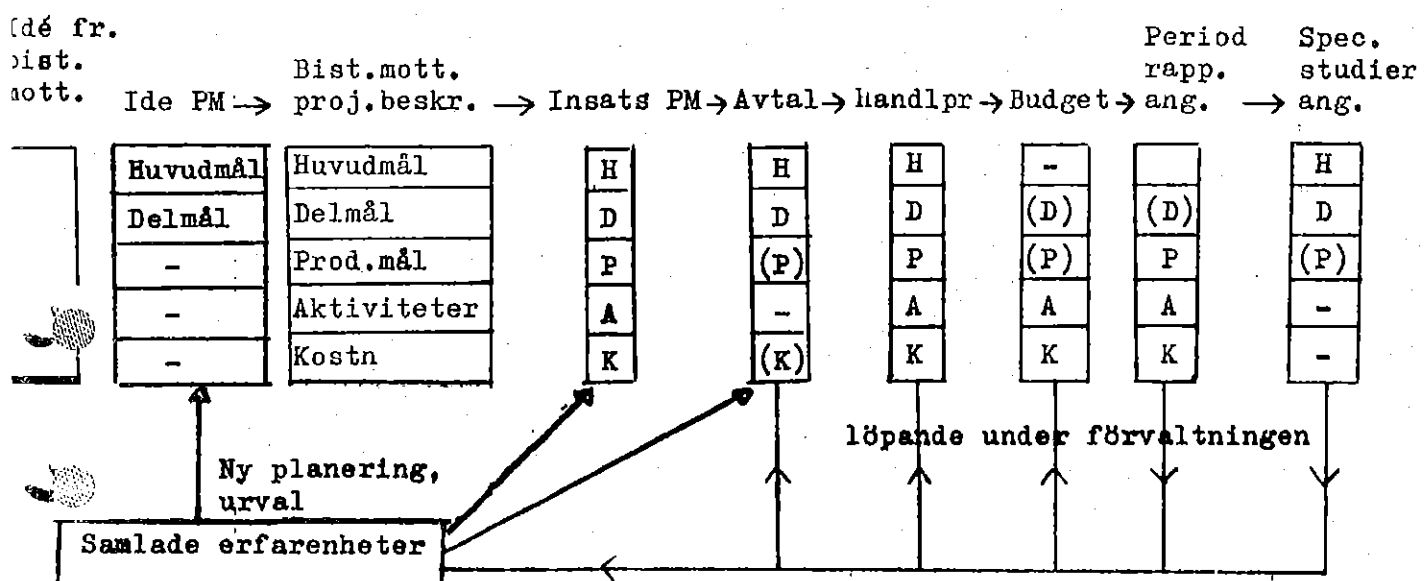 Idé fr.
bist.
mott.
Ide PM → Bist.mott.
proj.beskr. → Insats PM → Avtal → Handlpr → Budget → Period
rapp.
ang. → Spec.
studier
ang.
Huvudmål Huvudmål H H H - H
Delmål Delmål D D D (D) (D) D
- Prod.mål P (P) P (P) P (P)
- Aktiviteter A - A A A -
- Kostn K (K) K K K -
löpande under förvaltningen
Ny planering,
urval
Samlade erfarenheter